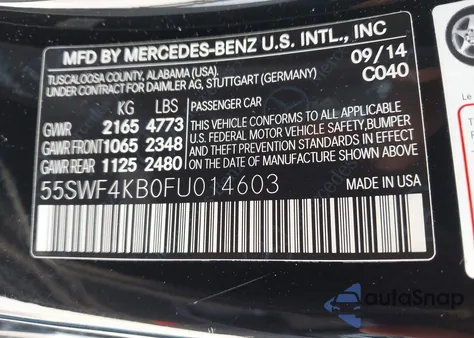 MFD BY MERCEDES-BENZ U.S. INTL., INC
TUSCALOOSA COUNTY, ALABAMA (USA). 09/14
UNDER CONTRACT FOR DAIMLER AG, STUTTGART (GERMANY) C040
KG LBS PASSENGER CAR
GVWR 2165 4773 THIS VEHICLE CONFORMS TO ALL APPLICABLE
GAWR FRONT 1065 2348 U.S. FEDERAL MOTOR VEHICLE SAFETY, BUMPER
GAWR REAR 1125 2480 AND THEFT PREVENTION STANDARDS IN EFFECT
ON THE DATE OF MANUFACTURE SHOWN ABOVE.
55SWF4KB0FU014603 MADE IN USA
Le
autaSnap